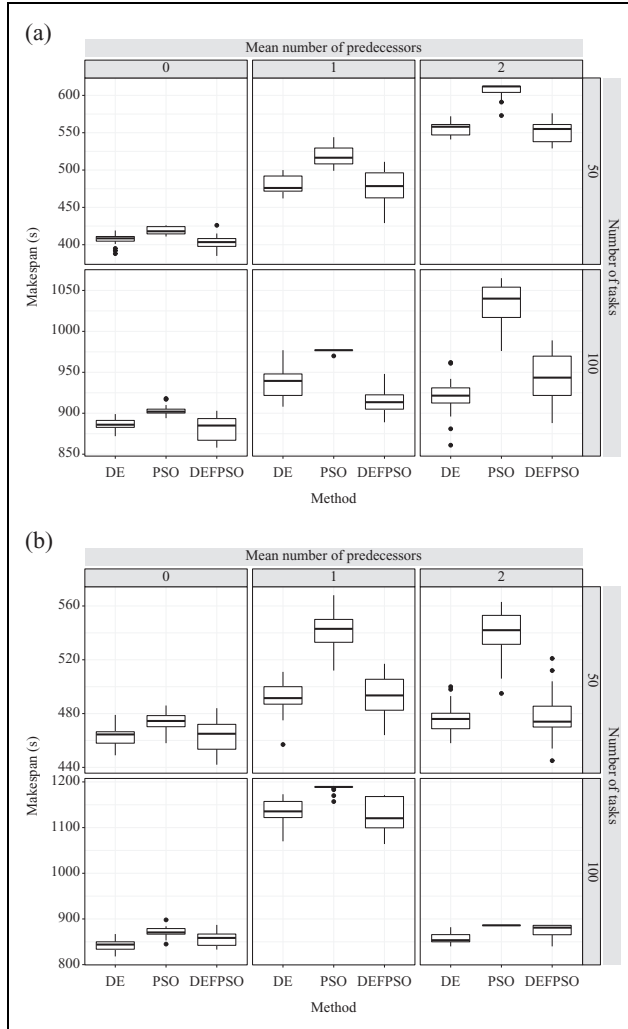 (a)
Mean number of predecessors
0 1 2
600
550
500
450
400
50
Makespan (s)
Number of tasks
1050
1000
950
900
850
100
DE PSO DEFPSO DE PSO DEFPSO DE PSO DEFPSO
Method
(b)
Mean number of predecessors
0 1 2
560
520
480
440
50
Makespan (s)
Number of tasks
1200
1100
1000
900
800
100
DE PSO DEFPSO DE PSO DEFPSO DE PSO DEFPSO
Method